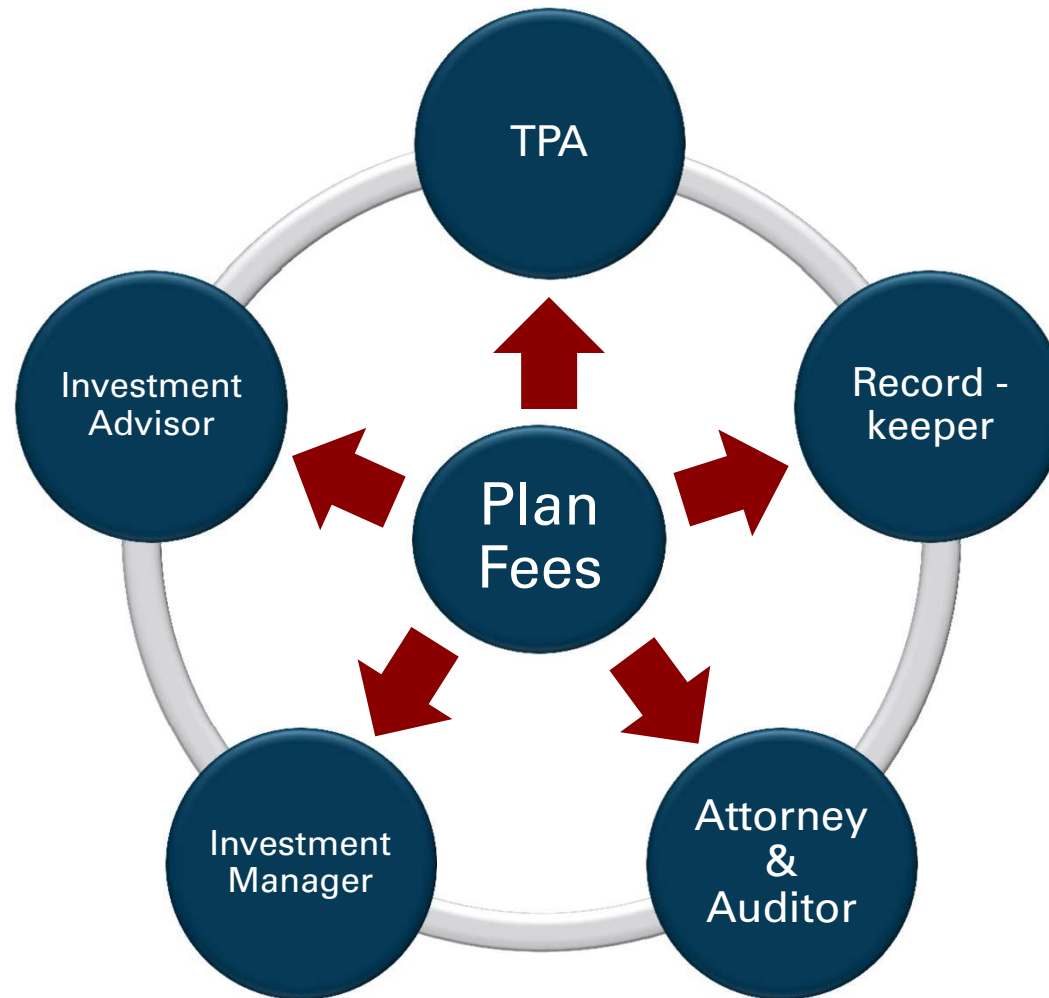 TPA
Record -
keeper
Attorney
&
Auditor
Investment
Manager
Investment
Advisor
Plan
Fees